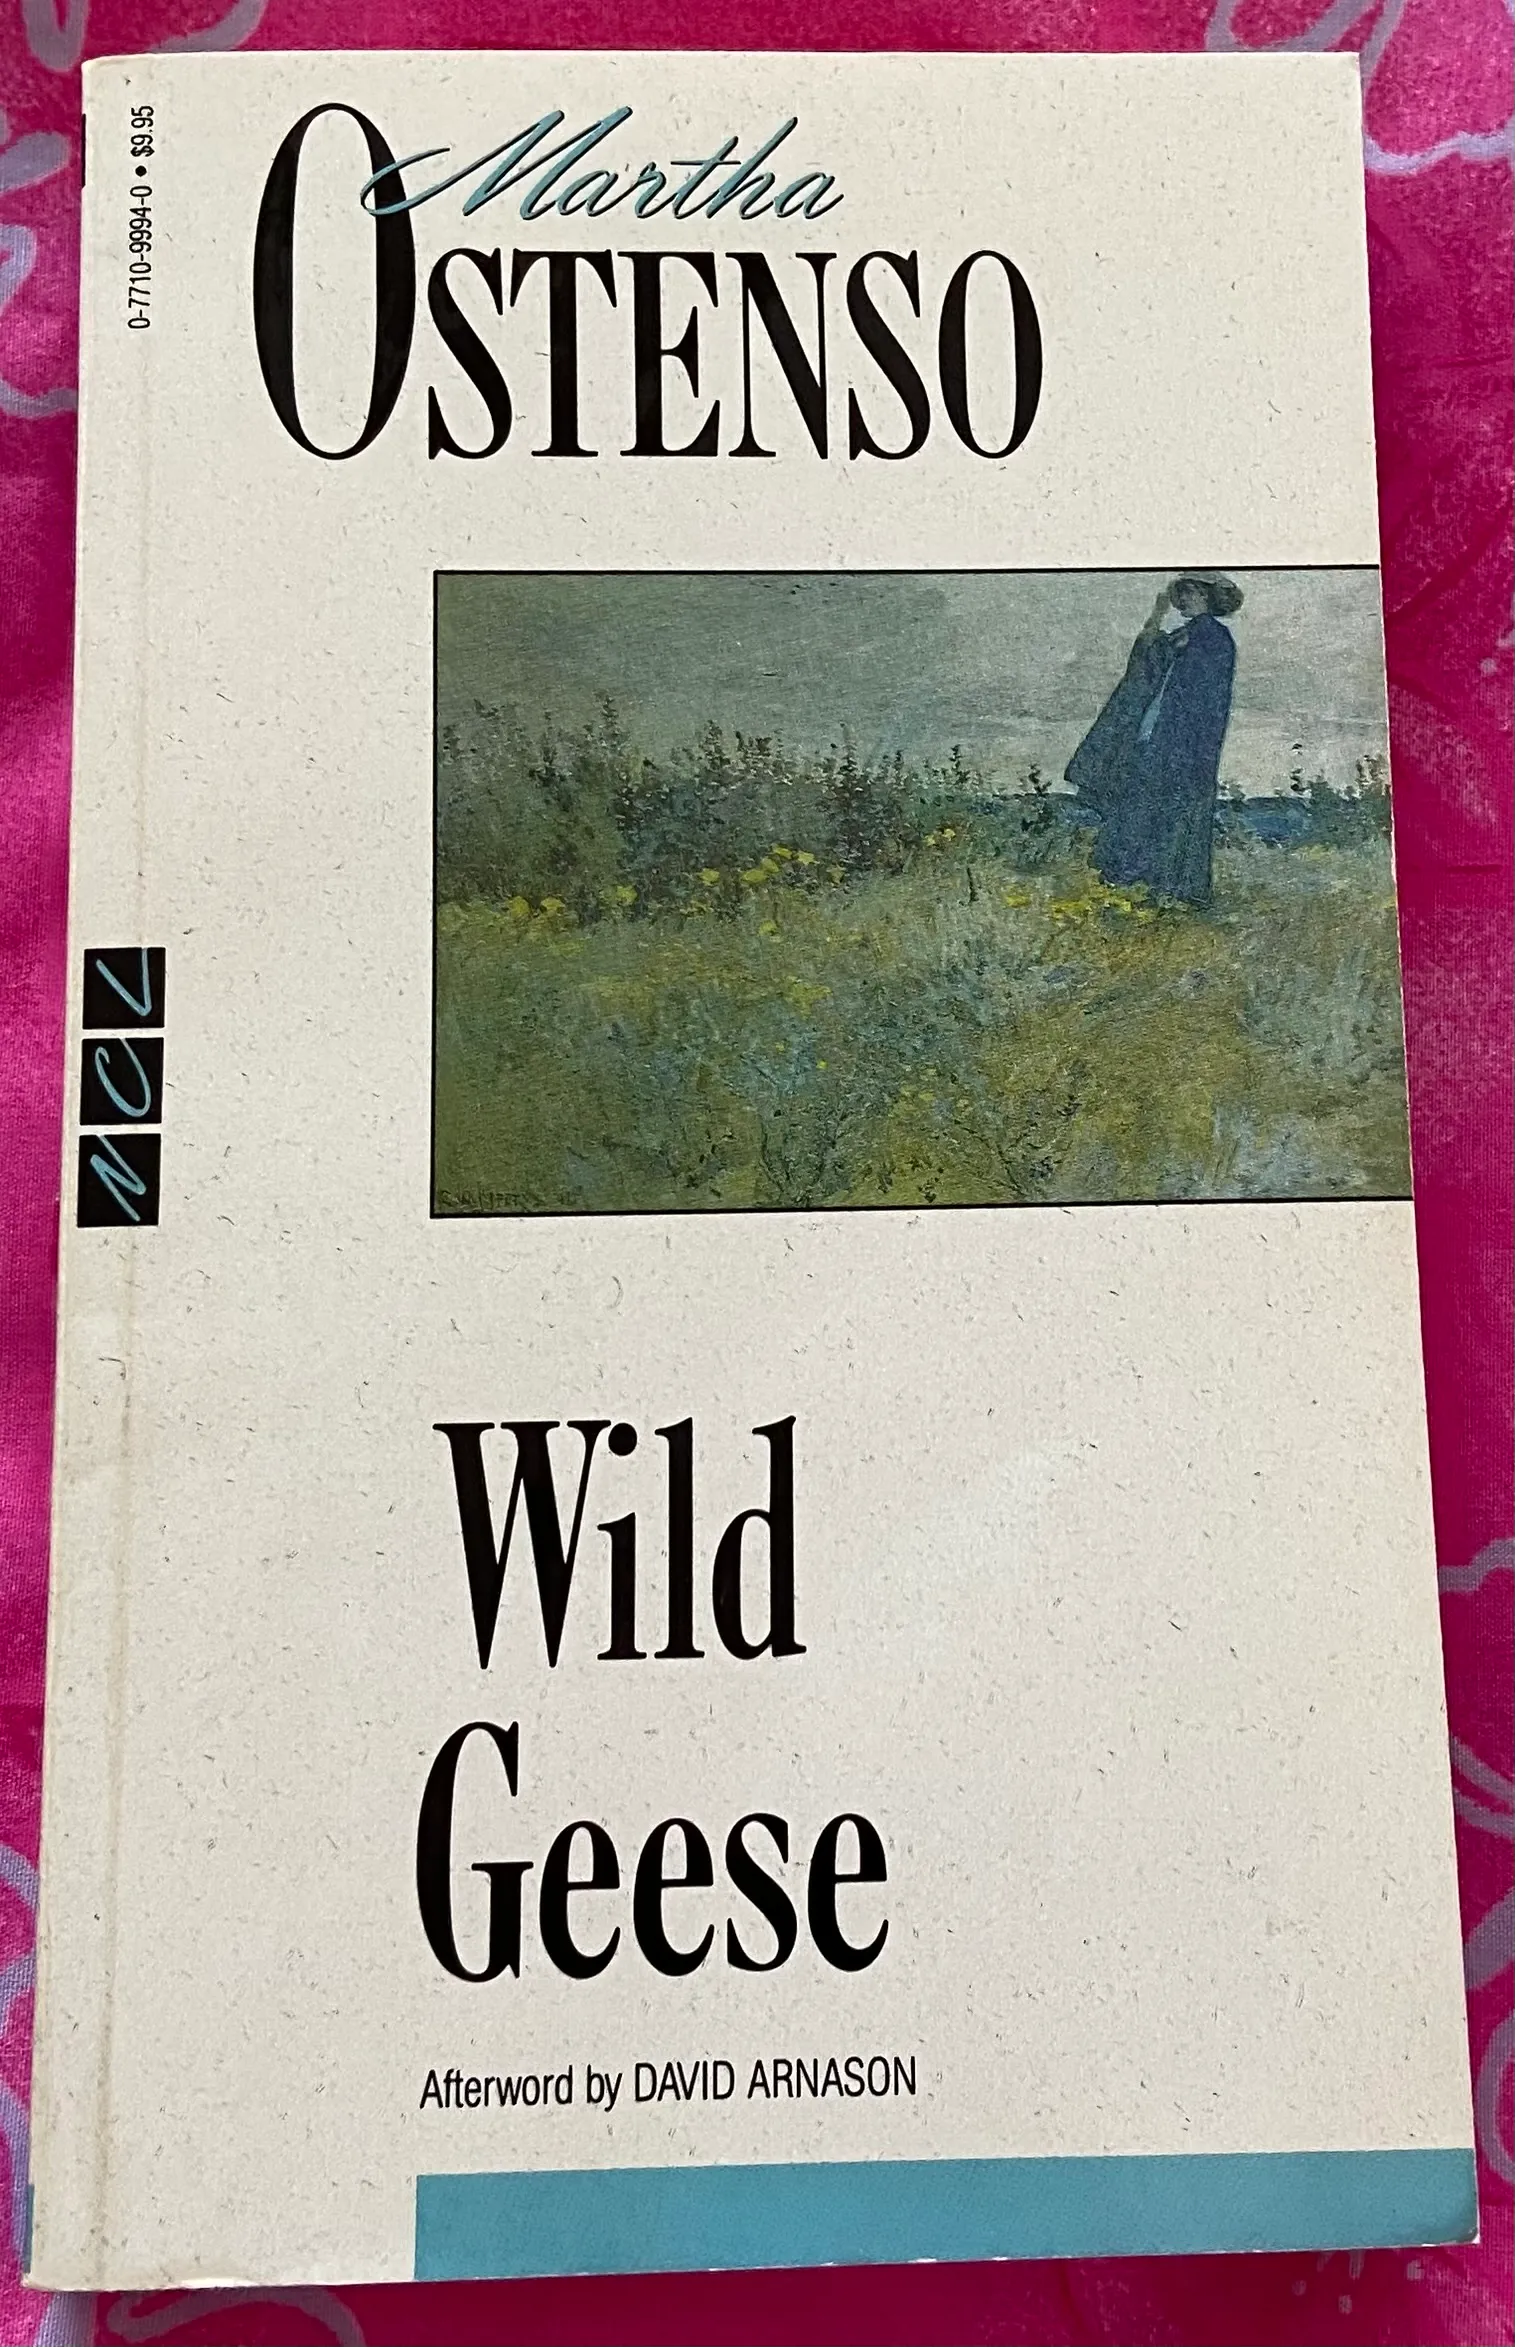 0-7710-9994-0 • $9.95
Martha
OSTENSO
NCL
Wild
Geese
Afterword by DAVID ARNASON